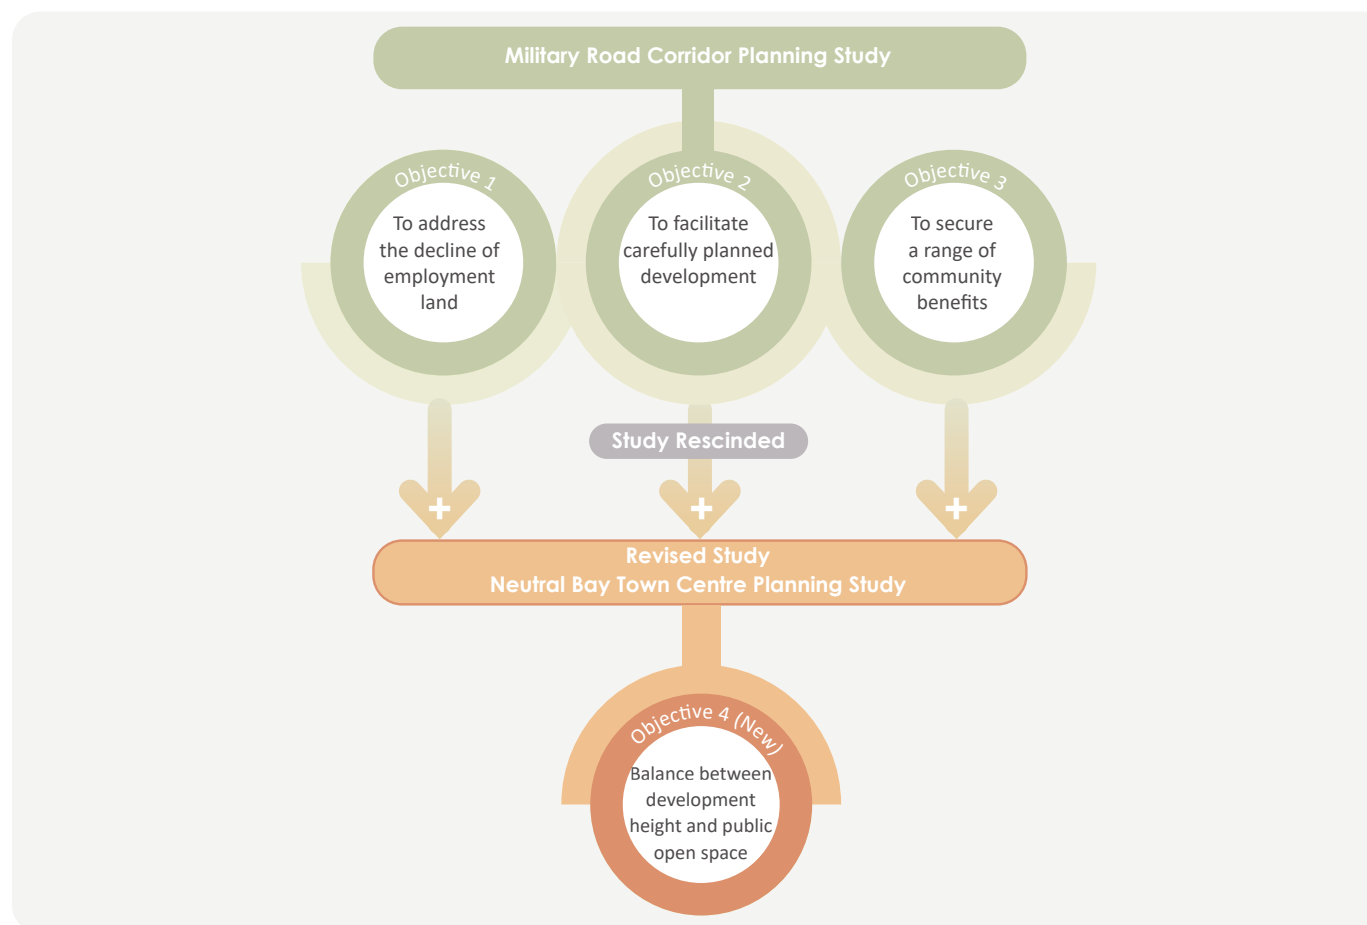 Military Road Corridor Planning Study
Objective 1
To address
the decline of
employment
land
Objective 2
To facilitate
carefully planned
development
Objective 3
To secure
a range of
community
benefits
Study Rescinded
+
+
+
Revised Study
Neutral Bay Town Centre Planning Study
Objective 4 (New)
Balance between
development
height and public
open space